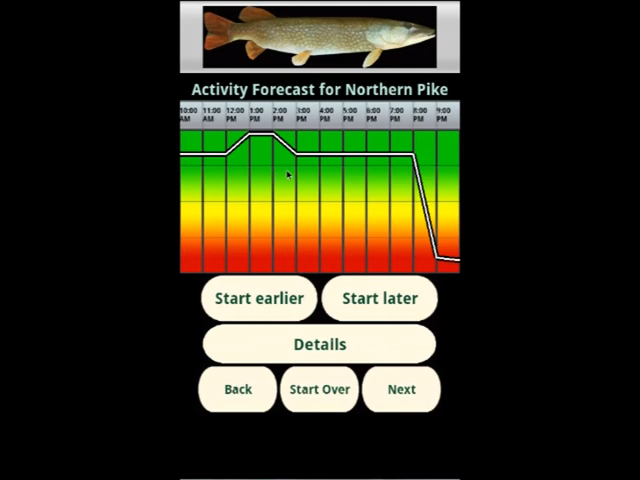 Activity Forecast for Northern Pike
10:00 AM 11:00 AM 12:00 PM 1:00 PM 2:00 PM 3:00 PM 4:00 PM 5:00 PM 6:00 PM 7:00 PM 8:00 PM 9:00 PM
Start earlier Start later
Details
Back Start Over Next